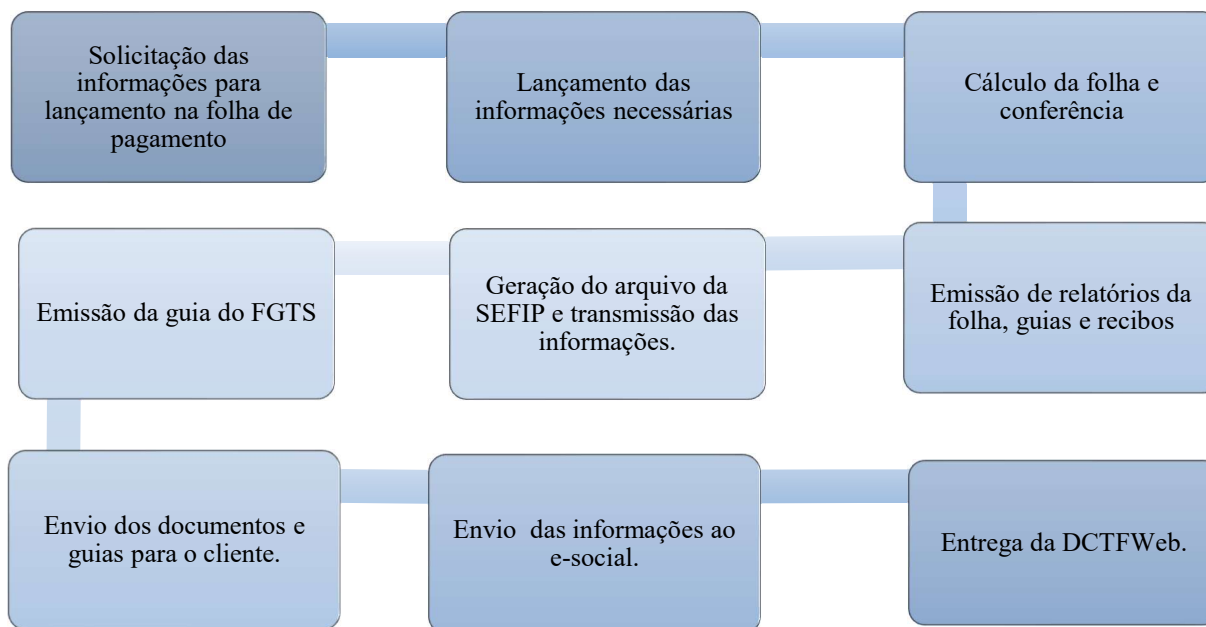 Solicitação das
informações para
lançamento na folha de
pagamento
Lançamento das
informações necessárias
Cálculo da folha e
conferência
Emissão de relatórios da
folha, guias e recibos
Geração do arquivo da
SEFIP e transmissão das
informações.
Emissão da guia do FGTS
Envio dos documentos e
guias para o cliente.
Envio das informações ao
e-social.
Entrega da DCTFWeb.